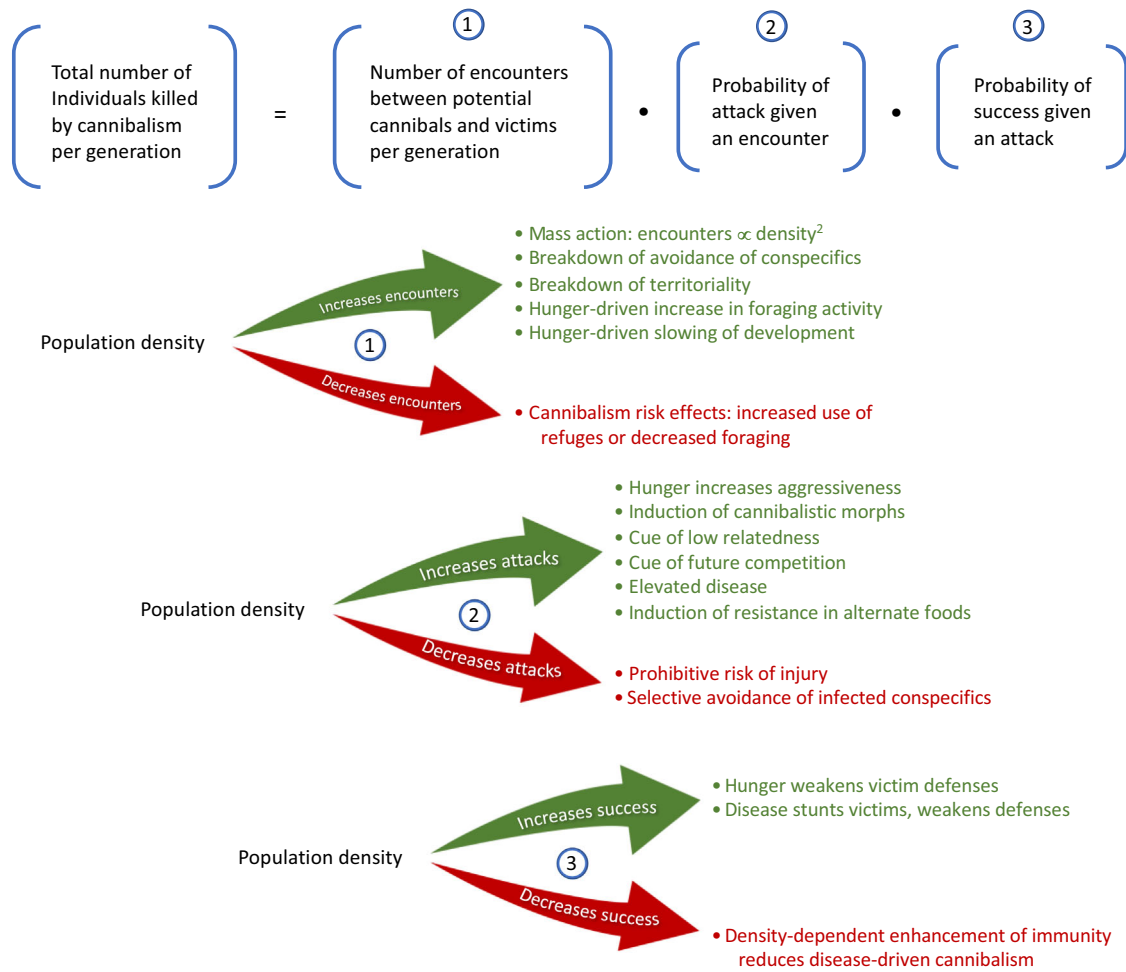 1
2
3
Total number of
Individuals killed
by cannibalism
per generation
=
Number of encounters
between potential
cannibals and victims
per generation
•
Probability of
attack given
an encounter
•
Probability of
success given
an attack
• Mass action: encounters ∝ density²
• Breakdown of avoidance of conspecifics
• Breakdown of territoriality
• Hunger-driven increase in foraging activity
• Hunger-driven slowing of development
Increases encounters
Population density
1
Decreases encounters
• Cannibalism risk effects: increased use of
refuges or decreased foraging
• Hunger increases aggressiveness
• Induction of cannibalistic morphs
• Cue of low relatedness
• Cue of future competition
• Elevated disease
• Induction of resistance in alternate foods
Increases attacks
Population density
2
Decreases attacks
• Prohibitive risk of injury
• Selective avoidance of infected conspecifics
• Hunger weakens victim defenses
• Disease stunts victims, weakens defenses
Increases success
Population density
3
Decreases success
• Density-dependent enhancement of immunity
reduces disease-driven cannibalism